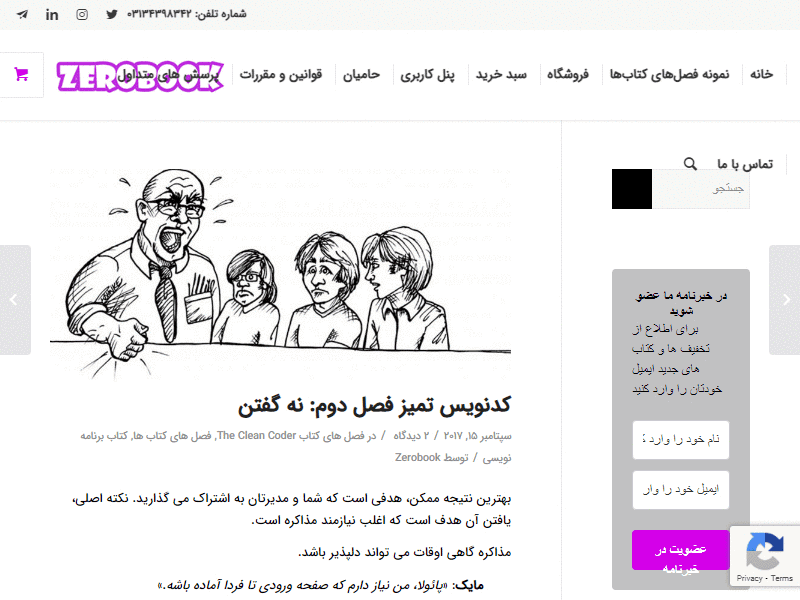 شماره تلفن: ۰۳۱۳۴۳۹۸۳۴۲
خانه
نمونه فصل‌های کتاب‌ها
فروشگاه
سبد خرید
پنل کاربری
حامیان
قوانین و مقررات
پرسش های متداول
ZEROBOOK
تماس با ما
جستجو
در خبرنامه ما عضو
شوید
برای اطلاع از
تخفیف ها و کتاب
های جدید ایمیل
خودتان را وارد کنید
نام خود را وارد ک
ایمیل خود را وار
عضویت در
خبرنامه
کدنویس تمیز فصل دوم: نه گفتن
سپتامبر ۱۵, ۲۰۱۷ / ۲ دیدگاه / در فصل های کتاب The Clean Coder, فصل های کتاب ها, کتاب برنامه
نویسی / توسط Zerobook
بهترین نتیجه ممکن، هدفی است که شما و مدیرتان به اشتراک می گذارید. نکته اصلی،
یافتن آن هدف است که اغلب نیازمند مذاکره است.
مذاکره گاهی اوقات می تواند دلپذیر باشد.
مایک: «پائولا، من نیاز دارم که صفحه ورودی تا فردا آماده باشه.»
Privacy - Terms